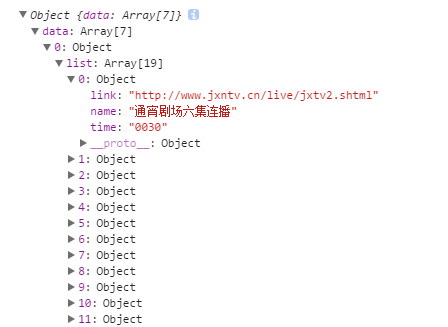 ▼ Object {data: Array[7]} i
▼ data: Array[7]
▼ 0: Object
▼ list: Array[19]
▼ 0: Object
link: "http://www.jxntv.cn/live/jxtv2.shtml"
name: "通宵剧场六集连播"
time: "0030"
▶ __proto__: Object
▶ 1: Object
▶ 2: Object
▶ 3: Object
▶ 4: Object
▶ 5: Object
▶ 6: Object
▶ 7: Object
▶ 8: Object
▶ 9: Object
▶ 10: Object
▶ 11: Object